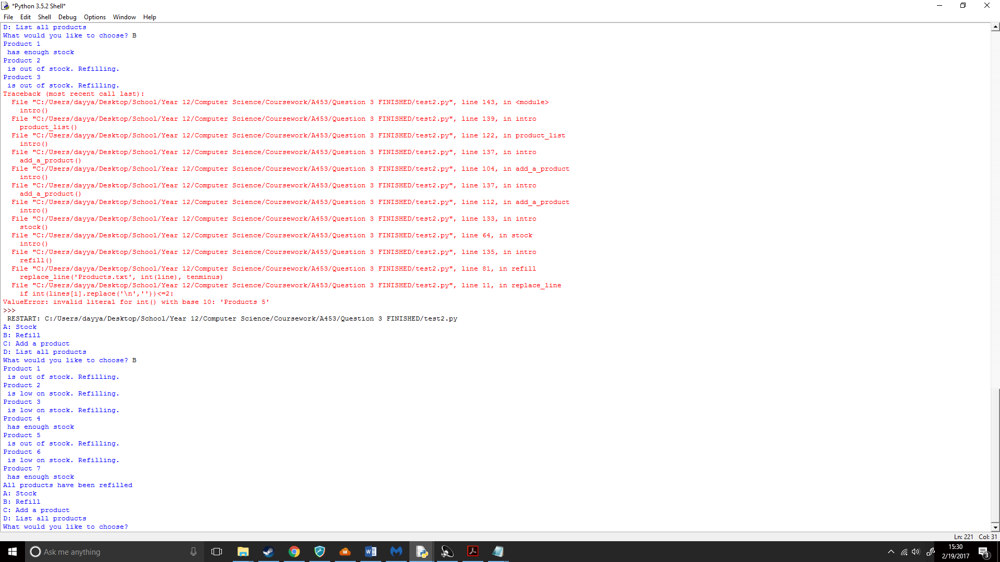 *Python 3.5.2 Shell*
File Edit Shell Debug Options Window Help
D: List all products
What would you like to choose? B
Product 1
 has enough stock
Product 2
 is out of stock. Refilling.
Product 3
 is out of stock. Refilling.
Traceback (most recent call last):
  File "C:/Users/dayya/Desktop/School/Year 12/Computer Science/Coursework/A453/Question 3 FINISHED/test2.py", line 143, in <module>
    intro()
  File "C:/Users/dayya/Desktop/School/Year 12/Computer Science/Coursework/A453/Question 3 FINISHED/test2.py", line 139, in intro
    product_list()
  File "C:/Users/dayya/Desktop/School/Year 12/Computer Science/Coursework/A453/Question 3 FINISHED/test2.py", line 122, in product_list
    intro()
  File "C:/Users/dayya/Desktop/School/Year 12/Computer Science/Coursework/A453/Question 3 FINISHED/test2.py", line 137, in intro
    add_a_product()
  File "C:/Users/dayya/Desktop/School/Year 12/Computer Science/Coursework/A453/Question 3 FINISHED/test2.py", line 104, in add_a_product
    intro()
  File "C:/Users/dayya/Desktop/School/Year 12/Computer Science/Coursework/A453/Question 3 FINISHED/test2.py", line 137, in intro
    add_a_product()
  File "C:/Users/dayya/Desktop/School/Year 12/Computer Science/Coursework/A453/Question 3 FINISHED/test2.py", line 112, in add_a_product
    intro()
  File "C:/Users/dayya/Desktop/School/Year 12/Computer Science/Coursework/A453/Question 3 FINISHED/test2.py", line 133, in intro
    stock()
  File "C:/Users/dayya/Desktop/School/Year 12/Computer Science/Coursework/A453/Question 3 FINISHED/test2.py", line 64, in stock
    intro()
  File "C:/Users/dayya/Desktop/School/Year 12/Computer Science/Coursework/A453/Question 3 FINISHED/test2.py", line 135, in intro
    refill()
  File "C:/Users/dayya/Desktop/School/Year 12/Computer Science/Coursework/A453/Question 3 FINISHED/test2.py", line 81, in refill
    replace_line('Products.txt', int(line), tenminus)
  File "C:/Users/dayya/Desktop/School/Year 12/Computer Science/Coursework/A453/Question 3 FINISHED/test2.py", line 11, in replace_line
    if int(lines[i].replace('\n',''))<=2:
ValueError: invalid literal for int() with base 10: 'Products 5'
>>>
 RESTART: C:/Users/dayya/Desktop/School/Year 12/Computer Science/Coursework/A453/Question 3 FINISHED/test2.py
A: Stock
B: Refill
C: Add a product
D: List all products
What would you like to choose? B
Product 1
 is out of stock. Refilling.
Product 2
 is low on stock. Refilling.
Product 3
 is low on stock. Refilling.
Product 4
 has enough stock
Product 5
 is out of stock. Refilling.
Product 6
 is low on stock. Refilling.
Product 7
 has enough stock
All products have been refilled
A: Stock
B: Refill
C: Add a product
D: List all products
What would you like to choose?
Ln: 221 Col: 31
Ask me anything
15:30
2/19/2017
3